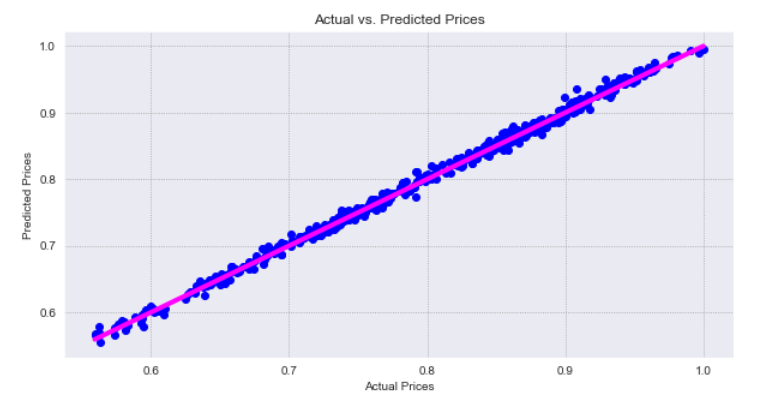 Actual vs. Predicted Prices
1.0
0.9
0.8
0.7
0.6
Predicted Prices
0.6 0.7 0.8 0.9 1.0
Actual Prices